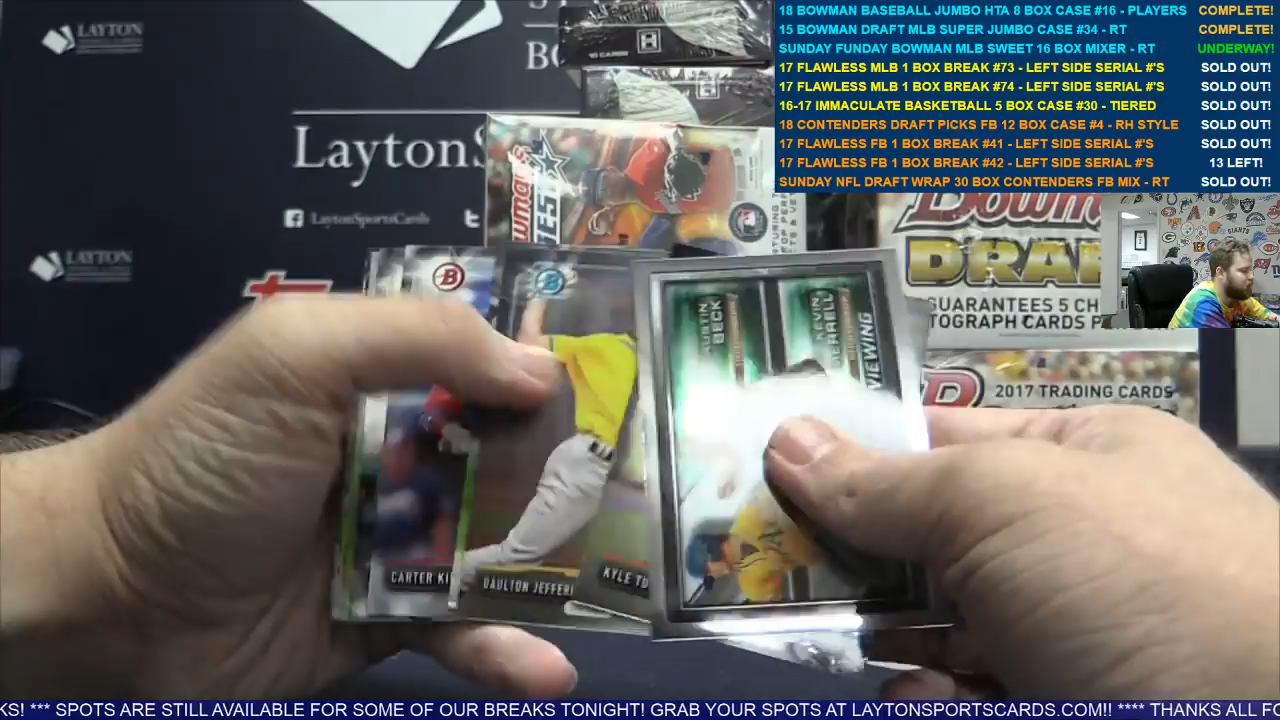 18 BOWMAN BASEBALL JUMBO HTA 8 BOX CASE #16 - PLAYERS COMPLETE!
15 BOWMAN DRAFT MLB SUPER JUMBO CASE #34 - RT COMPLETE!
SUNDAY FUNDAY BOWMAN MLB SWEET 16 BOX MIXER - RT UNDERWAY!
17 FLAWLESS MLB 1 BOX BREAK #73 - LEFT SIDE SERIAL #'S SOLD OUT!
17 FLAWLESS MLB 1 BOX BREAK #74 - LEFT SIDE SERIAL #'S SOLD OUT!
16-17 IMMACULATE BASKETBALL 5 BOX CASE #30 - TIERED SOLD OUT!
18 CONTENDERS DRAFT PICKS FB 12 BOX CASE #4 - RH STYLE SOLD OUT!
17 FLAWLESS FB 1 BOX BREAK #41 - LEFT SIDE SERIAL #'S SOLD OUT!
17 FLAWLESS FB 1 BOX BREAK #42 - LEFT SIDE SERIAL #'S 13 LEFT!
SUNDAY NFL DRAFT WRAP 30 BOX CONTENDERS FB MIX - RT SOLD OUT!
LAYTON
LaytonS
LaytonSportsCards
LAYTON
10 CARDS
B
GUARANTEES 5 CH
TOGRAPH CARDS P
2017 TRADING CARDS
BECK
KEVIN
VIEWING
CARTER KI
DAULTON JEFFERI
KYLE TU
KS! *** SPOTS ARE STILL AVAILABLE FOR SOME OF OUR BREAKS TONIGHT! GRAB YOUR SPOTS AT LAYTONSPORTSCARDS.COM!! **** THANKS ALL FO